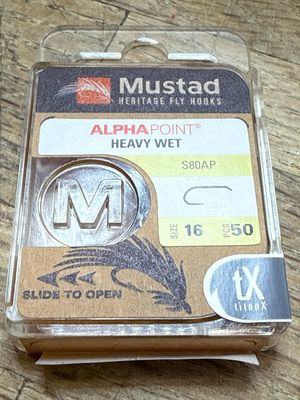 Mustad
HERITAGE FLY HOOKS
ALPHAPOINT®
HEAVY WET
S80AP
M
SIZE 16 PCS 50
SLIDE TO OPEN
tX
titanX